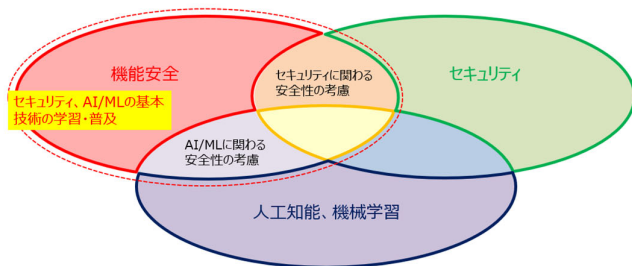 機能安全
セキュリティに関わる
安全性の考慮
セキュリティ
セキュリティ、AI/MLの基本
技術の学習・普及
AI/MLに関わる
安全性の考慮
人工知能、機械学習